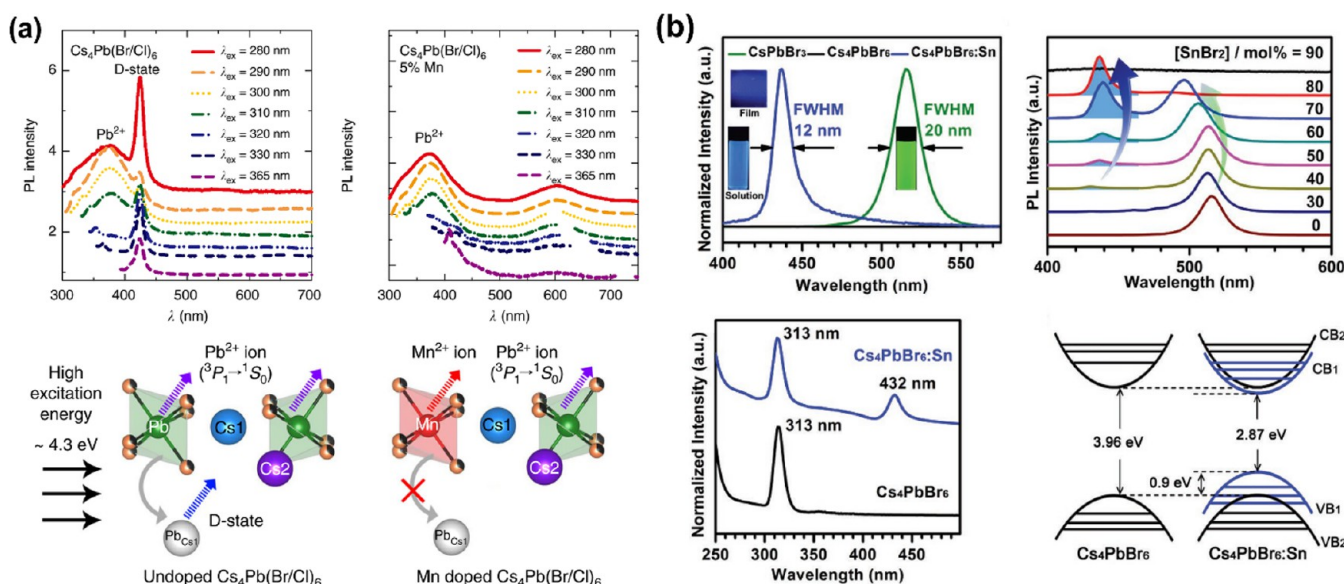 (a)
Cs4Pb(Br/Cl)6
D-state
Pb2+
λex = 280 nm
λex = 290 nm
λex = 300 nm
λex = 310 nm
λex = 320 nm
λex = 330 nm
λex = 365 nm
PL intensity
6
4
2
300 400 500 600 700
λ (nm)
Cs4Pb(Br/Cl)6
5% Mn
Pb2+
λex = 280 nm
λex = 290 nm
λex = 300 nm
λex = 310 nm
λex = 320 nm
λex = 330 nm
λex = 365 nm
PL intensity
300 400 500 600 700
λ (nm)
High
excitation
energy
~ 4.3 eV
Pb2+ ion
(3P1→1S0)
Pb
Cs1
Cs2
D-state
PbCs1
Undoped Cs4Pb(Br/Cl)6
Mn2+ ion
Pb2+ ion
(3P1→1S0)
Mn
Cs1
Cs2
PbCs1
Mn doped Cs4Pb(Br/Cl)6
(b)
CsPbBr3 Cs4PbBr6 Cs4PbBr6:Sn
Film
Solution
FWHM
12 nm
FWHM
20 nm
Normalized Intensity (a.u.)
400 450 500 550
Wavelength (nm)
[SnBr2] / mol% = 90
80
70
60
50
40
30
0
PL Intensity (a.u.)
400 500 600
Wavelength (nm)
313 nm
Cs4PbBr6:Sn
432 nm
313 nm
Cs4PbBr6
Normalized Intensity (a.u.)
250 300 350 400 450
Wavelength (nm)
CB2
CB1
3.96 eV
2.87 eV
0.9 eV
VB1
VB2
Cs4PbBr6
Cs4PbBr6:Sn